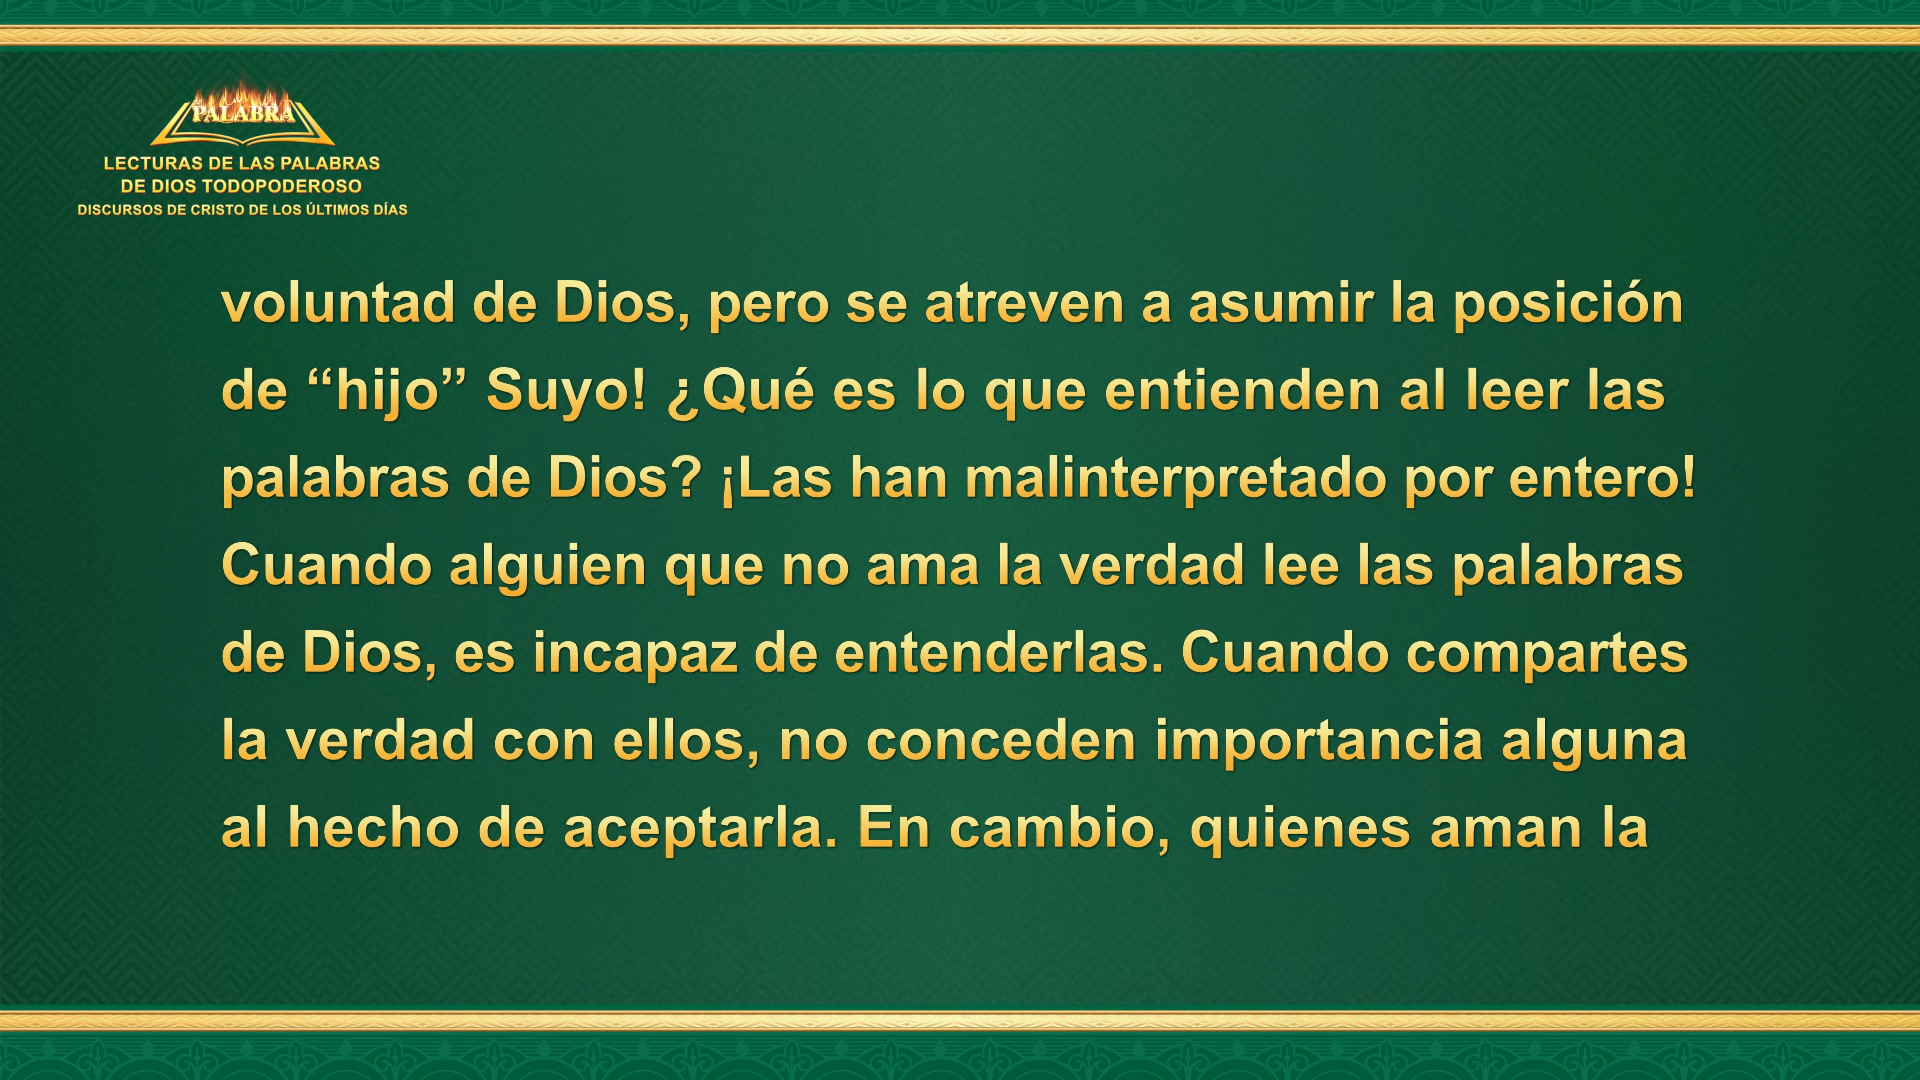 PALABRA
LECTURAS DE LAS PALABRAS
DE DIOS TODOPODEROSO
DISCURSOS DE CRISTO DE LOS ÚLTIMOS DÍAS
voluntad de Dios, pero se atreven a asumir la posición
de “hijo” Suyo! ¿Qué es lo que entienden al leer las
palabras de Dios? ¡Las han malinterpretado por entero!
Cuando alguien que no ama la verdad lee las palabras
de Dios, es incapaz de entenderlas. Cuando compartes
la verdad con ellos, no conceden importancia alguna
al hecho de aceptarla. En cambio, quienes aman la